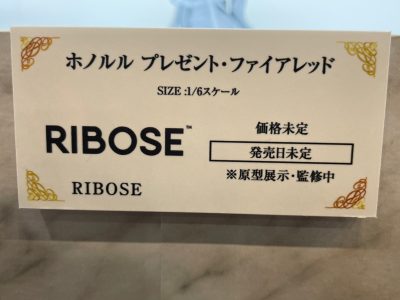 ホノルル プレゼント・ファイアレッド
SIZE :1/6スケール
RIBOSE™
価格未定
発売日未定
※原型展示・監修中
RIBOSE